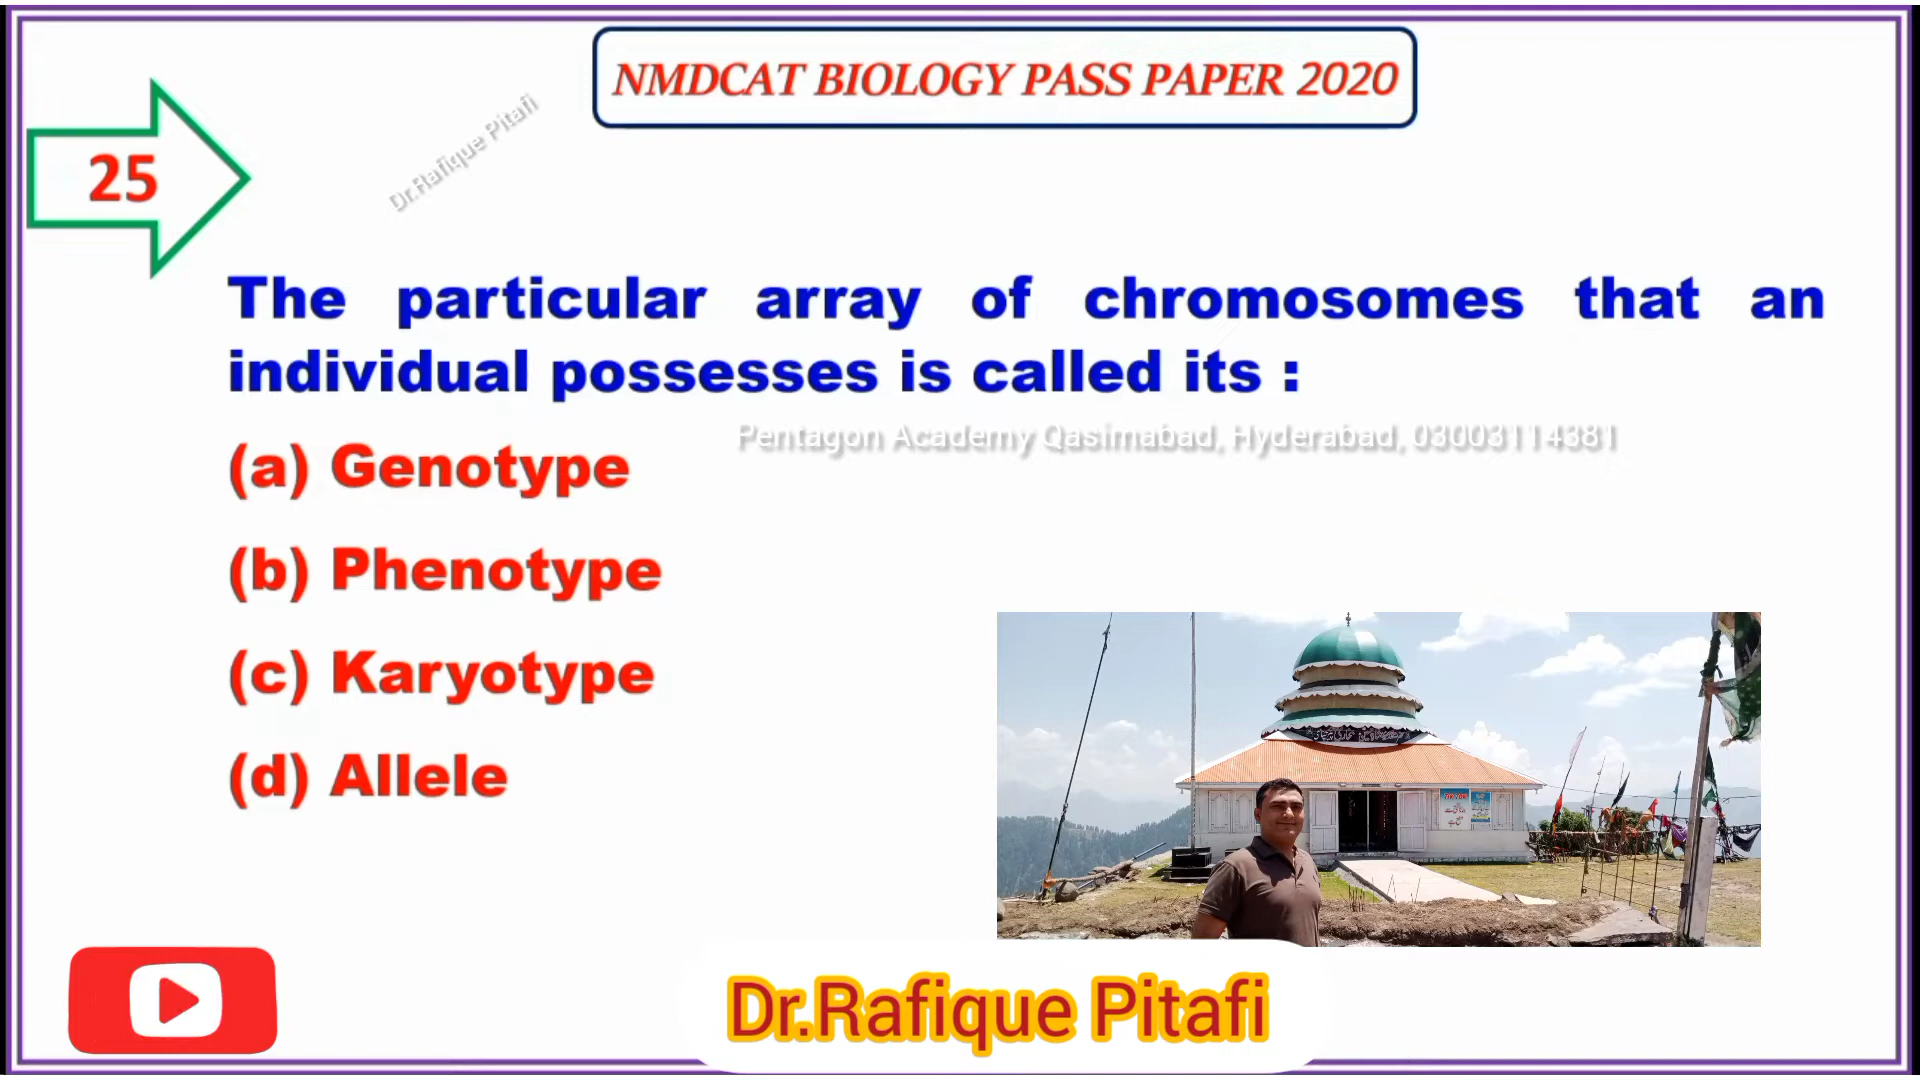 NMDCAT BIOLOGY PASS PAPER 2020
25
Dr.Rafique Pitafi
The particular array of chromosomes that an
individual possesses is called its :
Pentagon Academy Qasimabad, Hyderabad, 03003114381
(a) Genotype
(b) Phenotype
(c) Karyotype
(d) Allele
Dr.Rafique Pitafi